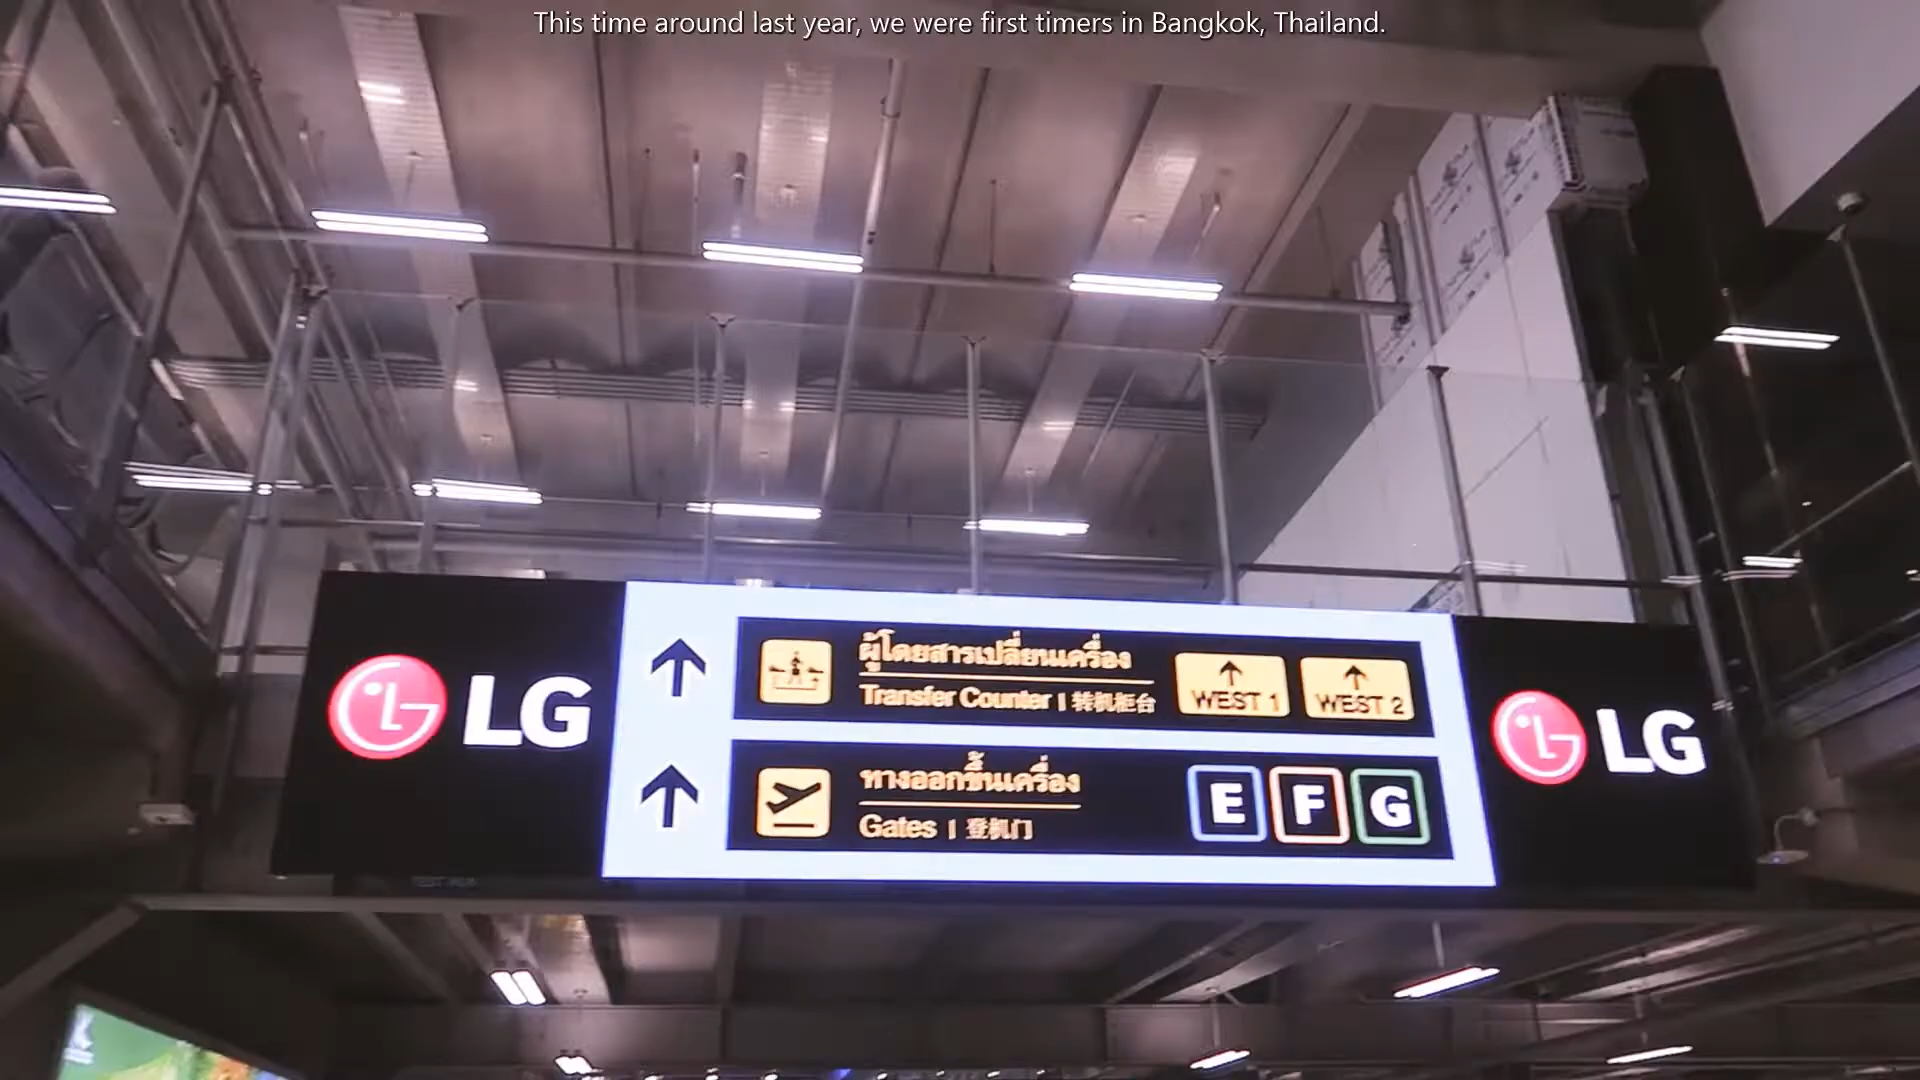 This time around last year, we were first timers in Bangkok, Thailand.
LG
ผู้โดยสารเปลี่ยนเครื่อง
Transfer Counter | 转机柜台
WEST 1
WEST 2
ทางออกขึ้นเครื่อง
Gates | 登机门
E F G
LG